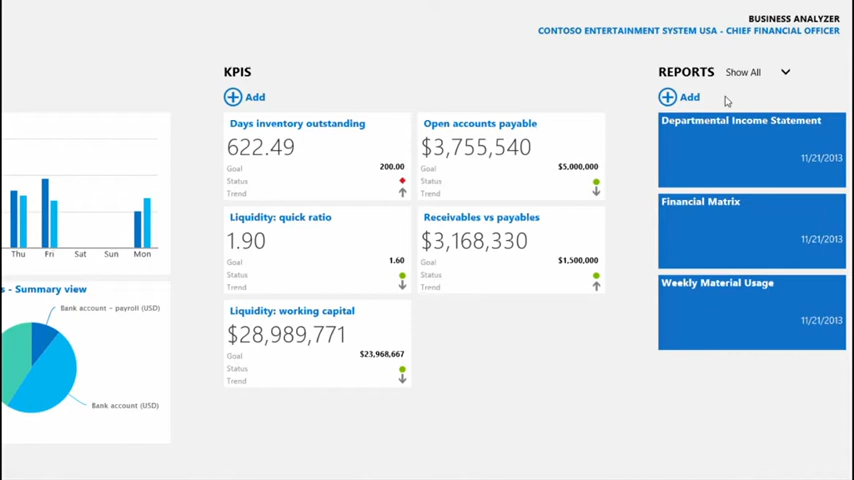 BUSINESS ANALYZER
CONTOSO ENTERTAINMENT SYSTEM USA - CHIEF FINANCIAL OFFICER
Thu Fri Sat Sun Mon
s - Summary view
Bank account - payroll (USD)
Bank account (USD)
KPIS
Add
Days inventory outstanding
622.49
Goal 200.00
Status
Trend
Open accounts payable
$3,755,540
Goal $5,000,000
Status
Trend
Liquidity: quick ratio
1.90
Goal 1.60
Status
Trend
Receivables vs payables
$3,168,330
Goal $1,500,000
Status
Trend
Liquidity: working capital
$28,989,771
Goal $23,968,667
Status
Trend
REPORTS Show All
Add
Departmental Income Statement
11/21/2013
Financial Matrix
11/21/2013
Weekly Material Usage
11/21/2013